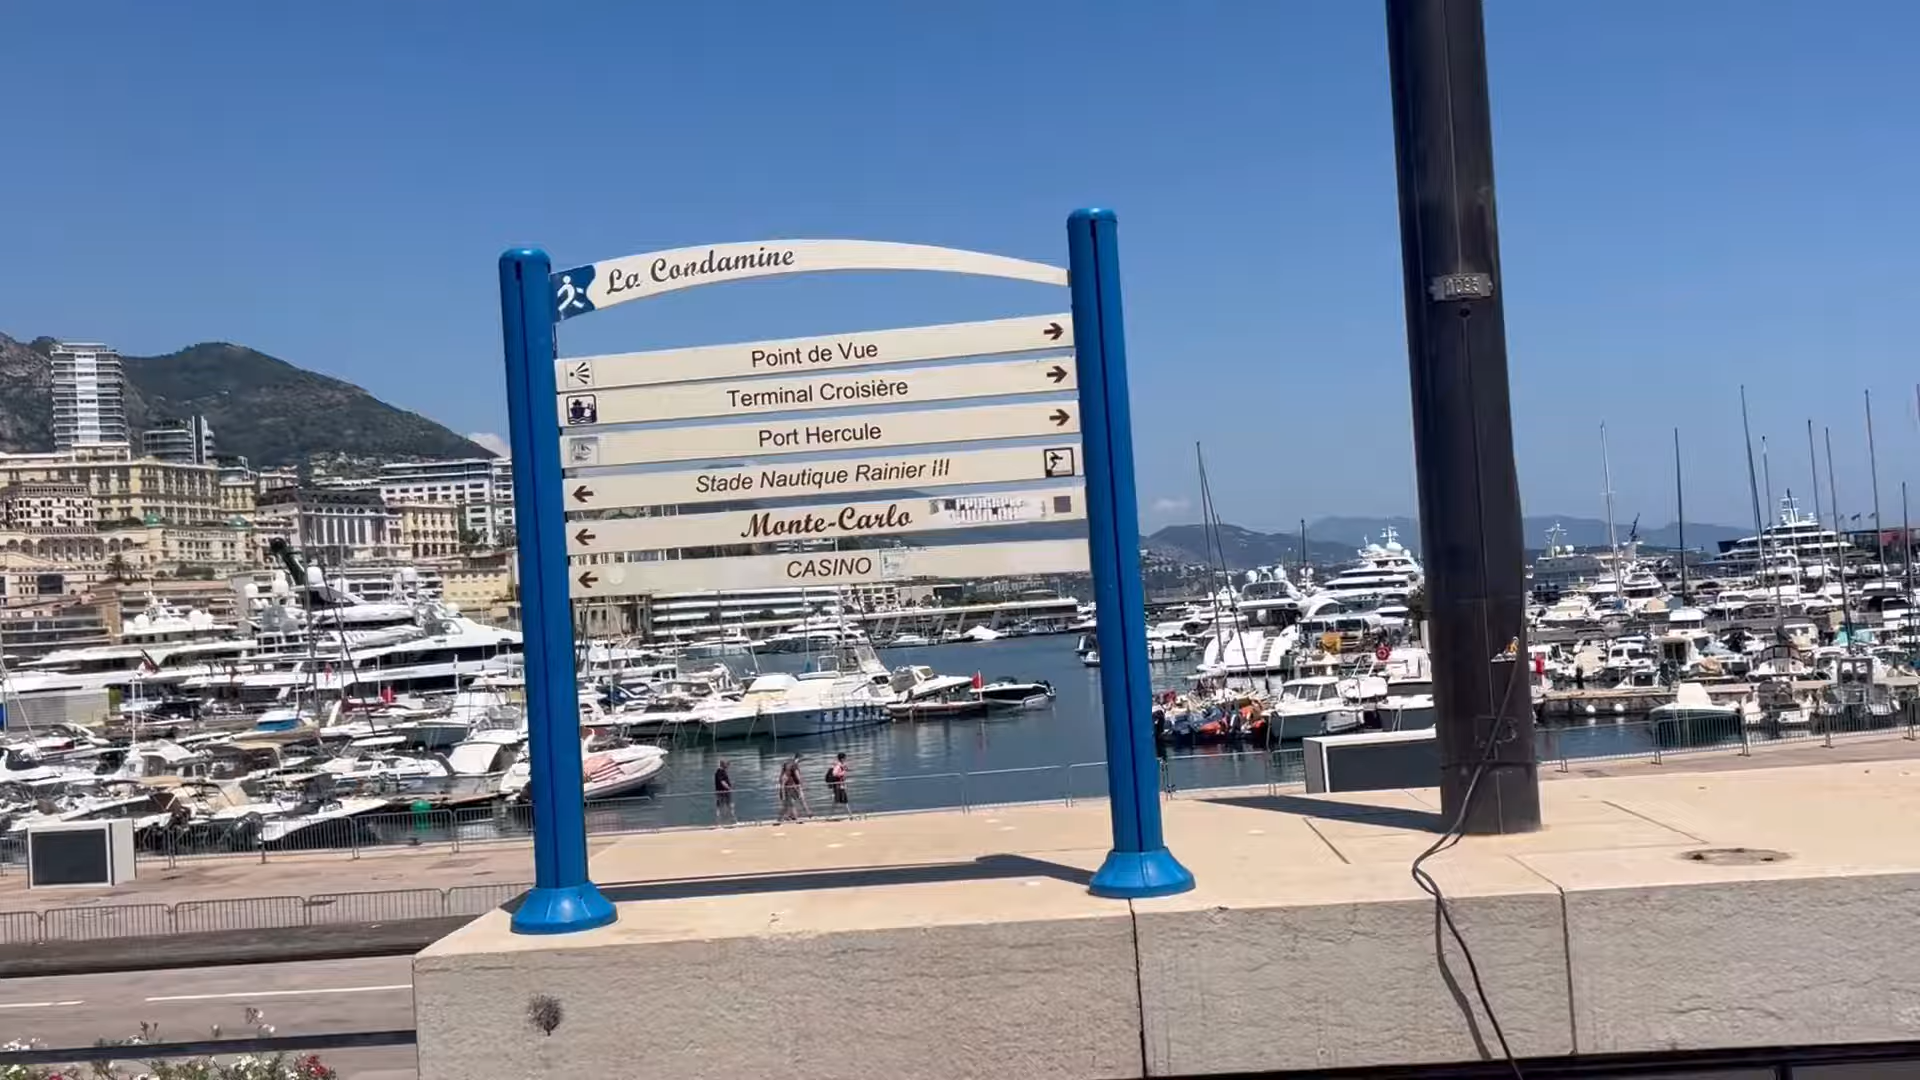 La Condamine
Point de Vue
Terminal Croisière
Port Hercule
Stade Nautique Rainier III
Monte-Carlo
CASINO